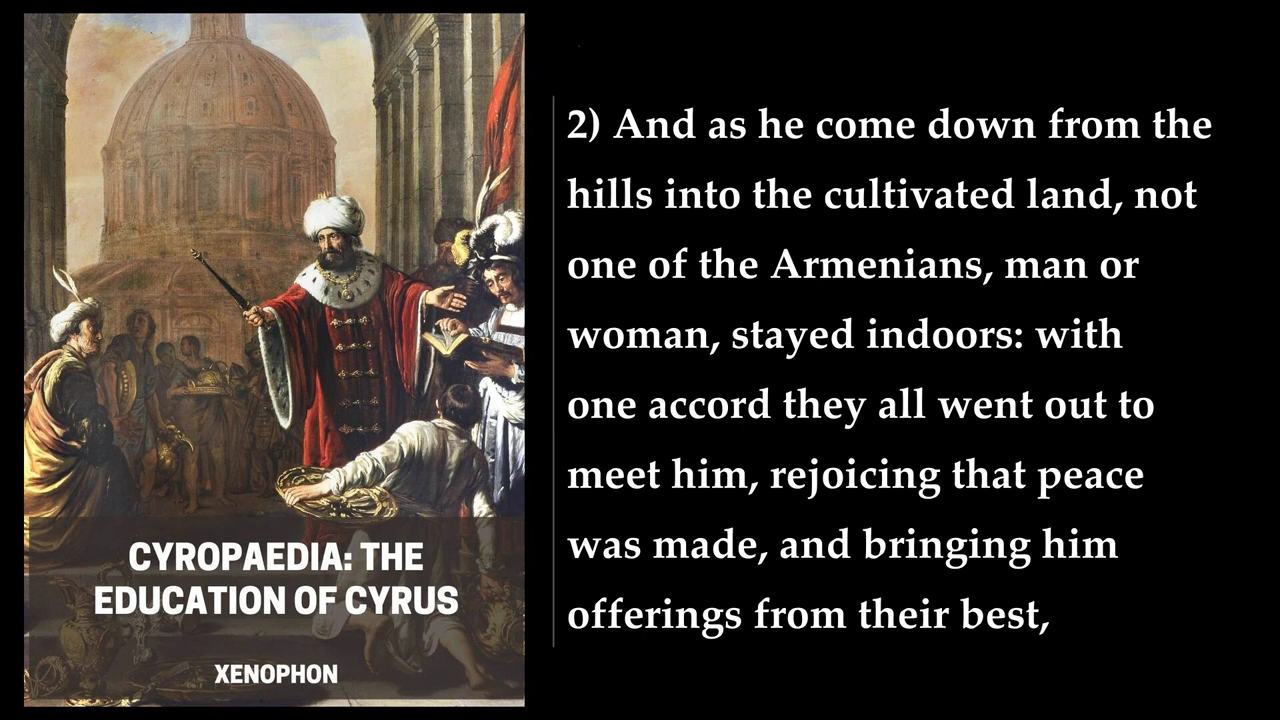 CYROPAEDIA: THE
EDUCATION OF CYRUS
XENOPHON
2) And as he come down from the
hills into the cultivated land, not
one of the Armenians, man or
woman, stayed indoors: with
one accord they all went out to
meet him, rejoicing that peace
was made, and bringing him
offerings from their best,